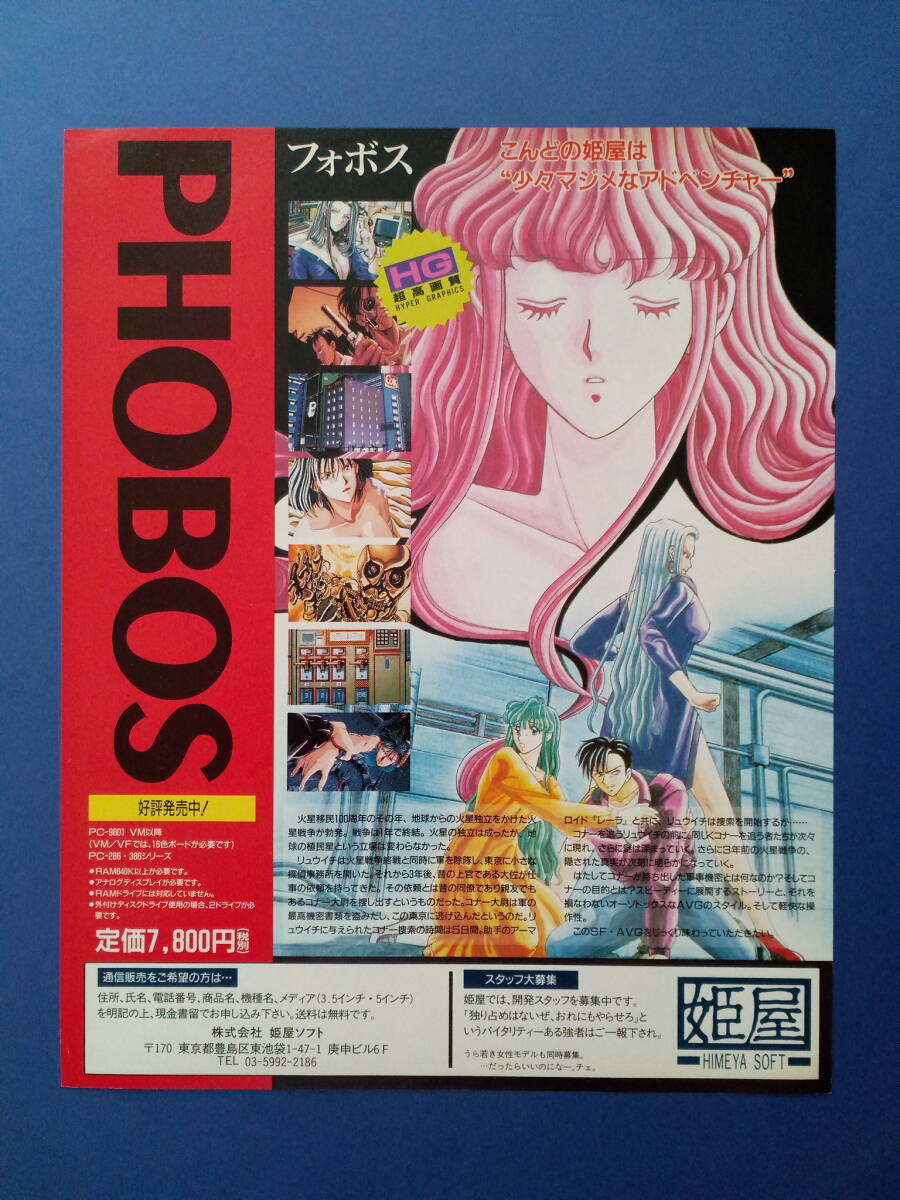 PHOBOS
フォボス
こんどの姫屋は
“少々マジメなアドベンチャー”
HG
超高画質
HYPER GRAPHICS
好評発売中!
PC-9801 VM以降
(VM/VFでは、16色ボードが必要です)
PC-286・386シリーズ
●RAM640K以上が必要です。
●アナログディスプレイが必要です。
●RAMドライブには対応していません。
●外付けディスクドライブ使用の場合、2ドライブが必
要です。
定価7,800円(税別)
火星移民100周年のその年、地球からの火星独立をかけた火
星戦争が勃発。戦争は1年で終結。火星の独立は成ったが、地
球の植民星という立場は変わらなかった。
リュウイチは火星戦争終戦と同時に軍を除隊し、東京に小さな
探偵事務所を開いた。それから3年後、昔の上官である大佐が仕
事の依頼を持ってきた。その依頼とは昔の同僚であり親友でも
あるコナー大尉を捜し出すというものだった。コナー大尉は軍の
最高機密書類を盗みだし、この東京に逃げ込んだというのだ。リ
ュウイチに与えられたコナー捜索の時間は5日間。助手のアーマ
ロイド「レーラ」と共に、リュウイチは捜索を開始するが……
コナーを追うリュウイチの前に、同じくコナーを追う者たちが次々
に現れ、さらに謎は深まっていく。さらに3年前の火星戦争の、
隠された真実が次第に明らかになっていく。
はたしてコナーが持ち出した軍事機密とは何なのか?そしてコ
ナーの目的とは?スピーディーに展開するストーリーと、それを
損なわないオーソドックスなAVGのスタイル。そして軽快な操
作性。
このSF・AVGをじっくり味わっていただきたい。
通信販売をご希望の方は…
住所、氏名、電話番号、商品名、機種名、メディア(3.5インチ・5インチ)
を明記の上、現金書留でお申し込み下さい。送料は無料です。
株式会社 姫屋ソフト
〒170 東京都豊島区東池袋1-47-1 庚申ビル6F
TEL 03-5992-2186
スタッフ大募集
姫屋では、開発スタッフを募集中です。
「独り占めはないぜ、おれにもやらせろ」と
いうバイタリティーある強者はご一報下され。
うら若き女性モデルも同時募集。
…だったらいいのになー。チェ。
姫屋
HIMEYA SOFT